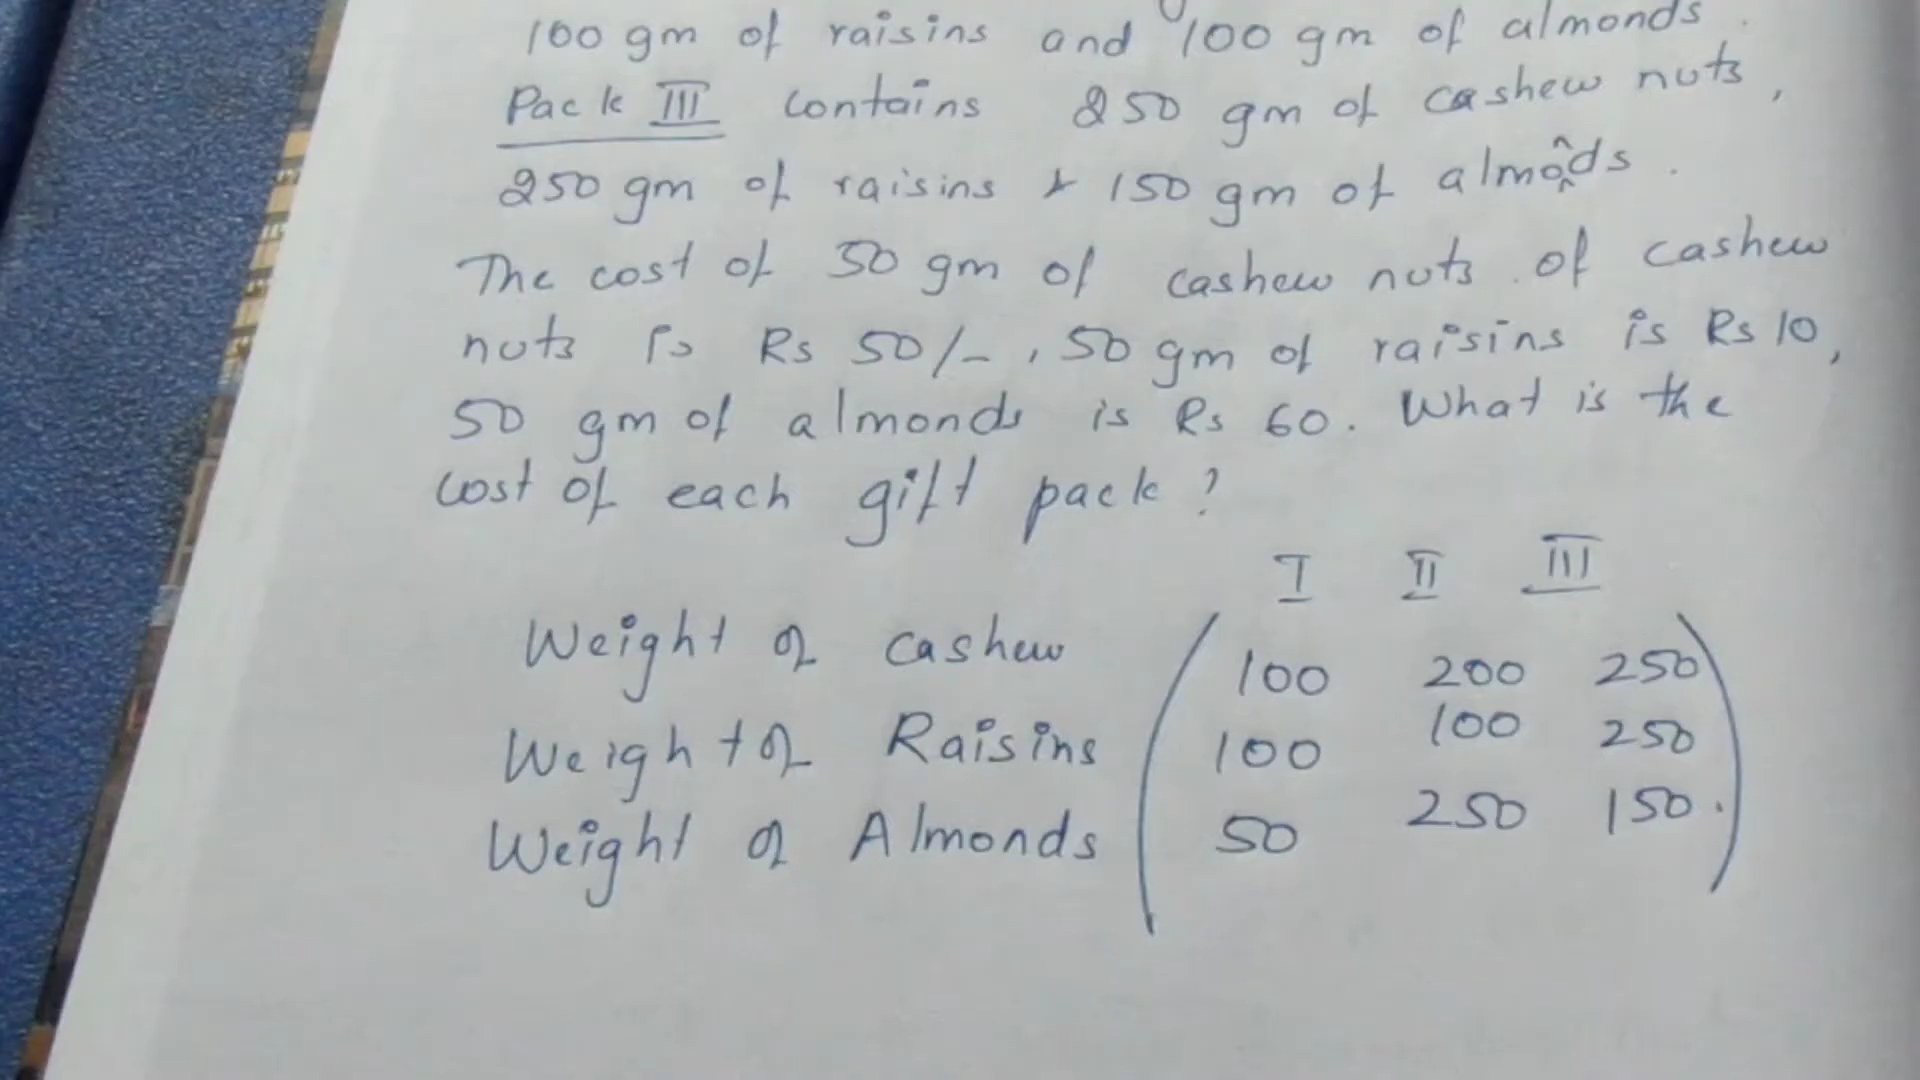 100 gm of raisins and 100 gm of almonds.
Pack III contains 250 gm of cashew nuts,
250 gm of raisins & 150 gm of almods.
The cost of 50 gm of cashew nuts of cashew
nuts is Rs 50/-, 50 gm of raisins is Rs 10,
50 gm of almonds is Rs 60. What is the
cost of each gift pack?
I II III
Weight of cashew 100 200 250
Weight of Raisins 100 100 250
Weight of Almonds 50 250 150.